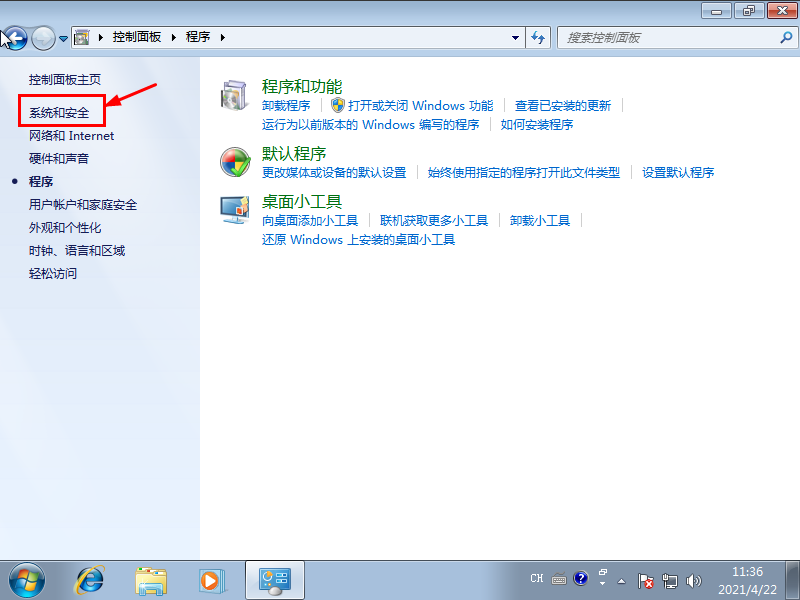 控制面板 程序
搜索控制面板
控制面板主页
系统和安全
网络和 Internet
硬件和声音
程序
用户帐户和家庭安全
外观和个性化
时钟、语言和区域
轻松访问
程序和功能
卸载程序 打开或关闭 Windows 功能 查看已安装的更新
运行为以前版本的 Windows 编写的程序 如何安装程序
默认程序
更改媒体或设备的默认设置 始终使用指定的程序打开此文件类型 设置默认程序
桌面小工具
向桌面添加小工具 联机获取更多小工具 卸载小工具
还原 Windows 上安装的桌面小工具
CH
11:36
2021/4/22